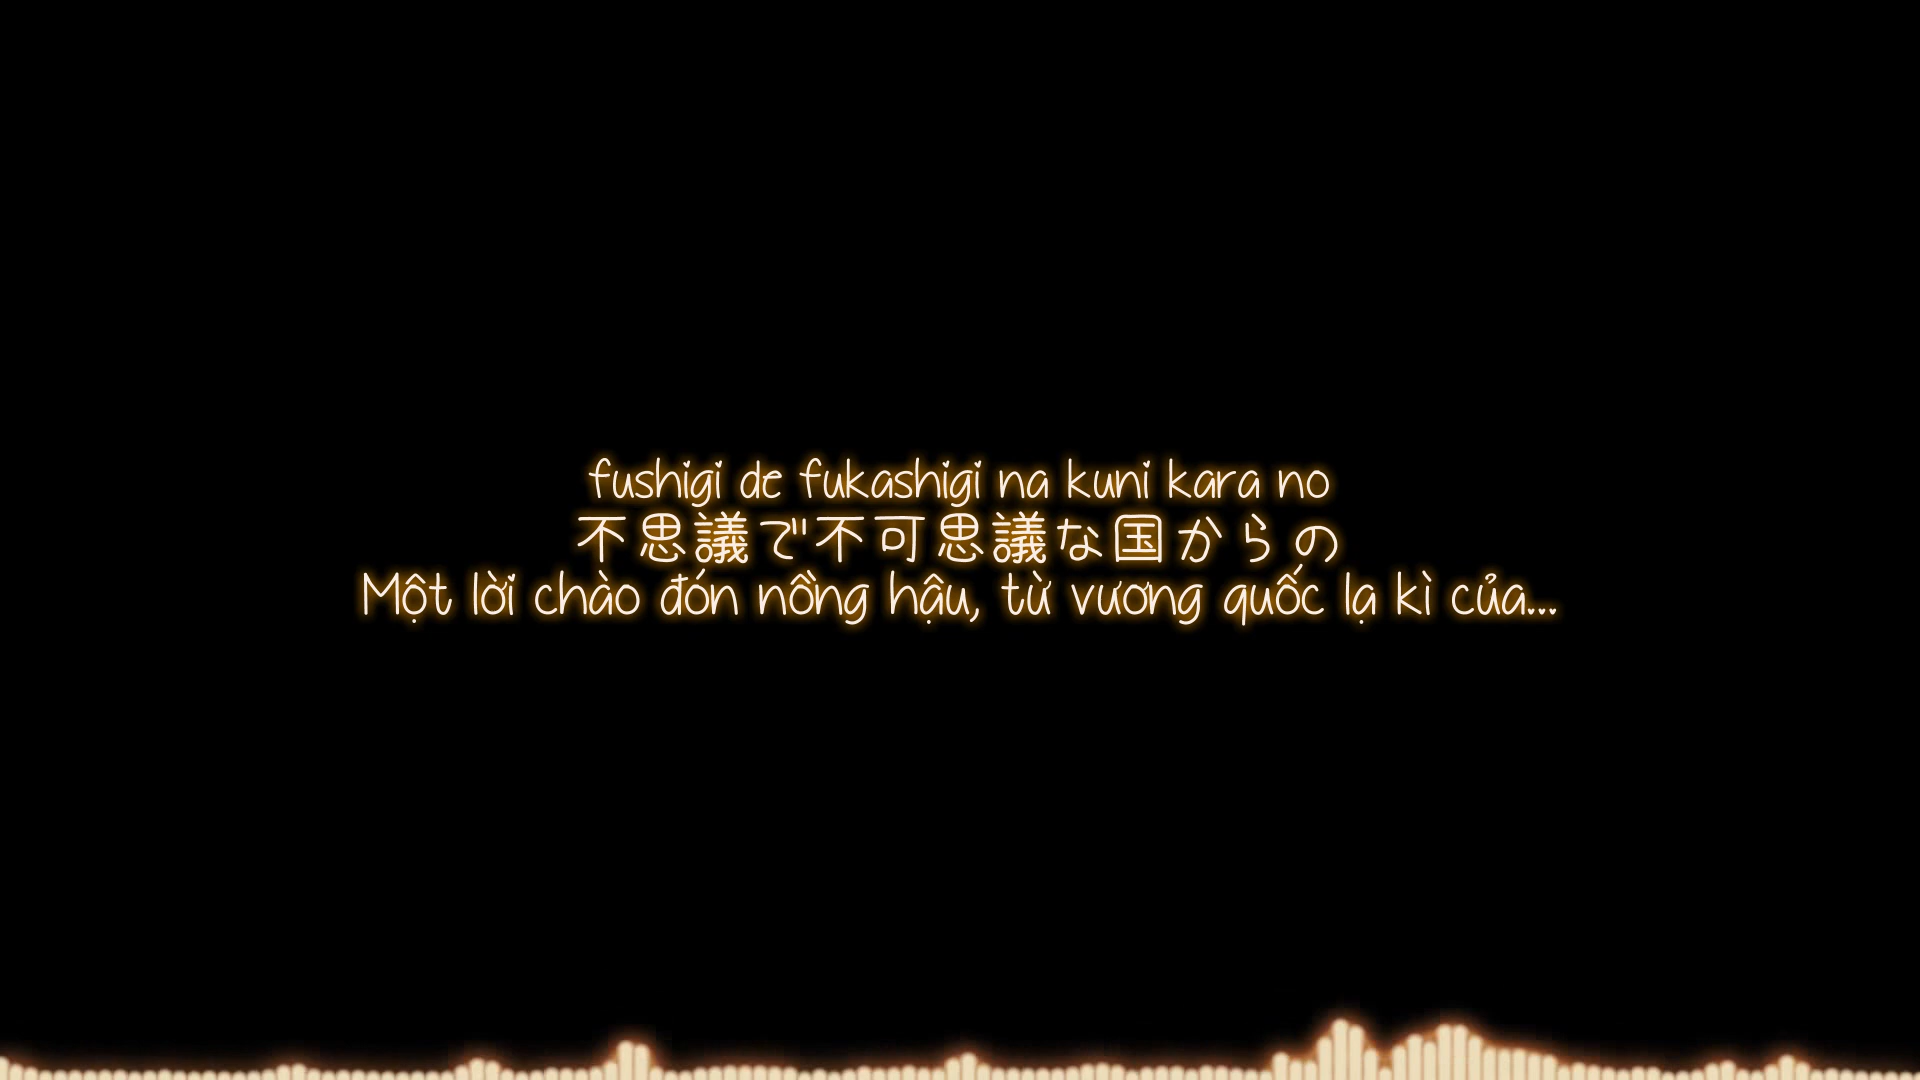 fushigi de fukashigi na kuni kara no
不思議で不可思議な国からの
Một lời chào đón nồng hậu, từ vương quốc lạ kì của...